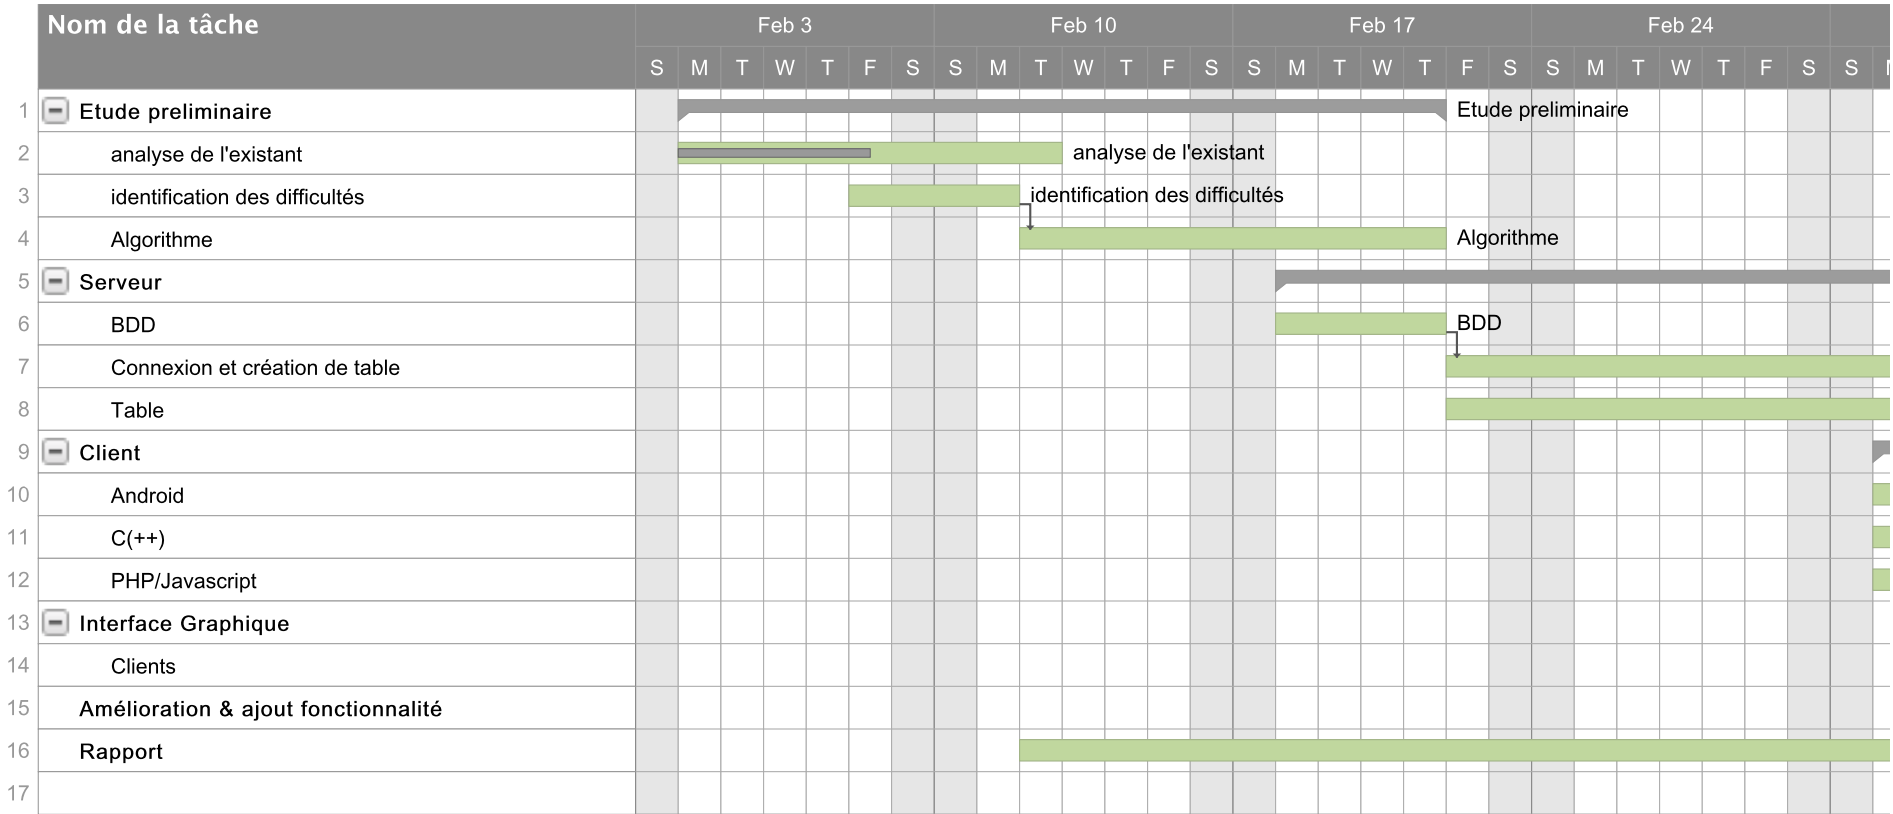 Nom de la tâche
Feb 3 Feb 10 Feb 17 Feb 24
S M T W T F S S M T W T F S S M T W T F S S M T W T F S S
1 Etude preliminaire Etude preliminaire
2 analyse de l'existant analyse de l'existant
3 identification des difficultés identification des difficultés
4 Algorithme Algorithme
5 Serveur
6 BDD BDD
7 Connexion et création de table
8 Table
9 Client
10 Android
11 C(++)
12 PHP/Javascript
13 Interface Graphique
14 Clients
15 Amélioration & ajout fonctionnalité
16 Rapport
17